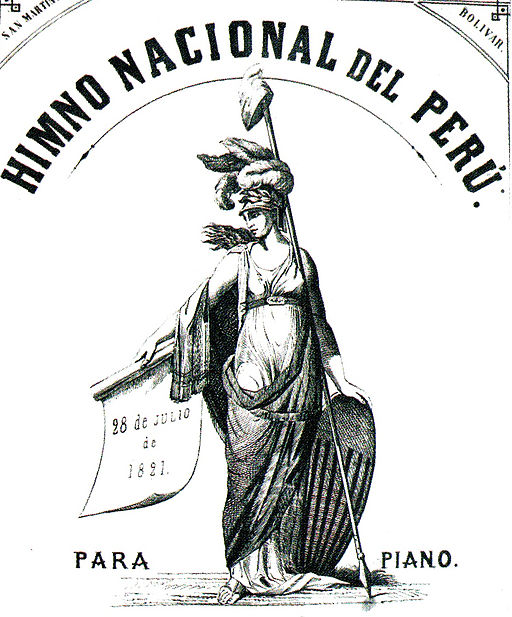 SAN MARTIN
BOLIVAR.
HIMNO NACIONAL DEL PERÚ.
28 de JULIO
de
1821.
PARA PIANO.